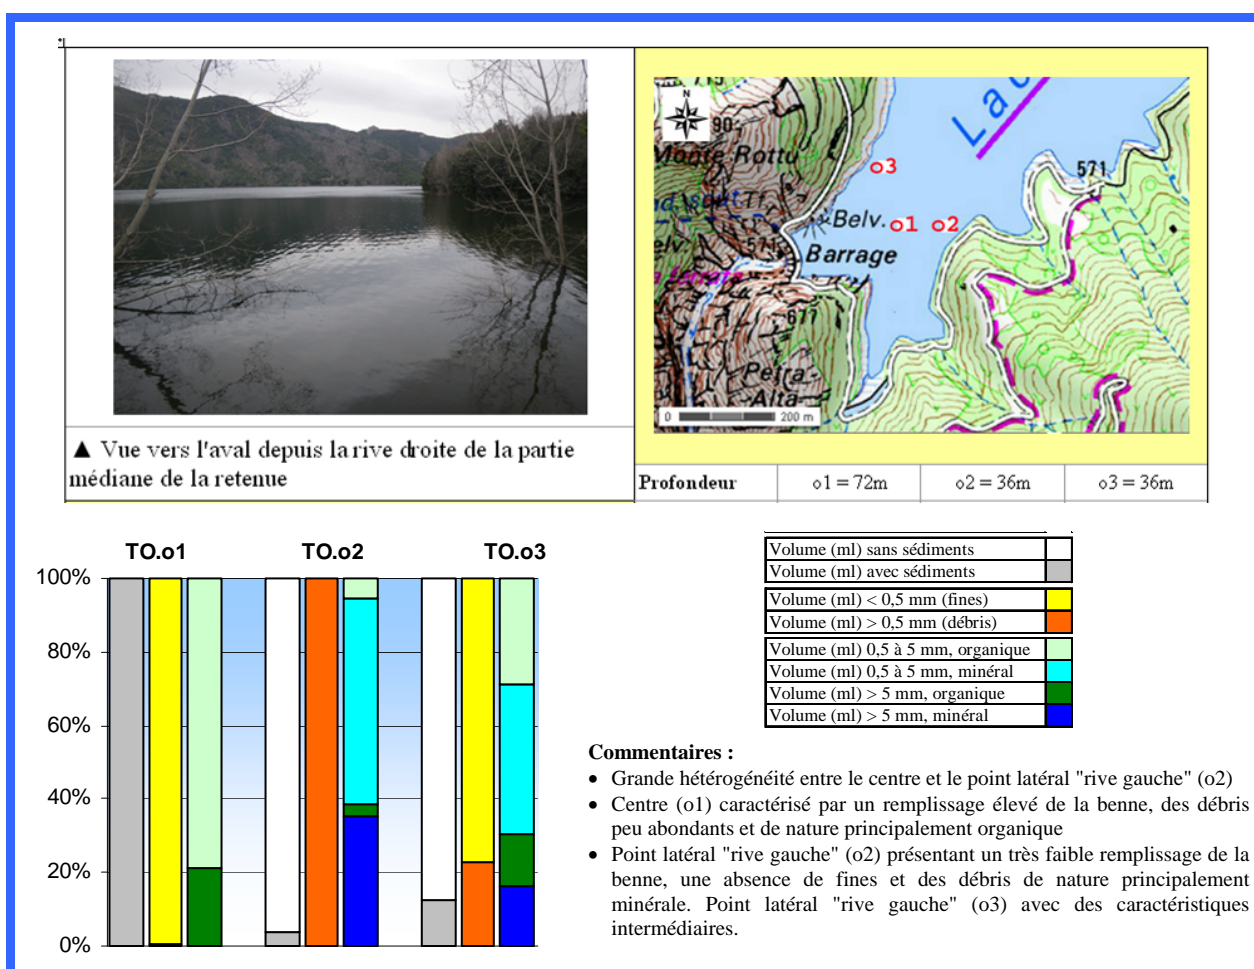 N
715
90
La c
Monte Rottu
o3
571
Tr.
Belv. o1 o2
571
Barrage
677
Petra
Alta
0 200 m
▲ Vue vers l'aval depuis la rive droite de la partie
médiane de la retenue
Profondeur o1 = 72m o2 = 36m o3 = 36m
TO.o1 TO.o2 TO.o3
100%
80%
60%
40%
20%
0%
Volume (ml) sans sédiments
Volume (ml) avec sédiments
Volume (ml) < 0,5 mm (fines)
Volume (ml) > 0,5 mm (débris)
Volume (ml) 0,5 à 5 mm, organique
Volume (ml) 0,5 à 5 mm, minéral
Volume (ml) > 5 mm, organique
Volume (ml) > 5 mm, minéral
Commentaires :
• Grande hétérogénéité entre le centre et le point latéral "rive gauche" (o2)
• Centre (o1) caractérisé par un remplissage élevé de la benne, des débris
peu abondants et de nature principalement organique
• Point latéral "rive gauche" (o2) présentant un très faible remplissage de la
benne, une absence de fines et des débris de nature principalement
minérale. Point latéral "rive gauche" (o3) avec des caractéristiques
intermédiaires.